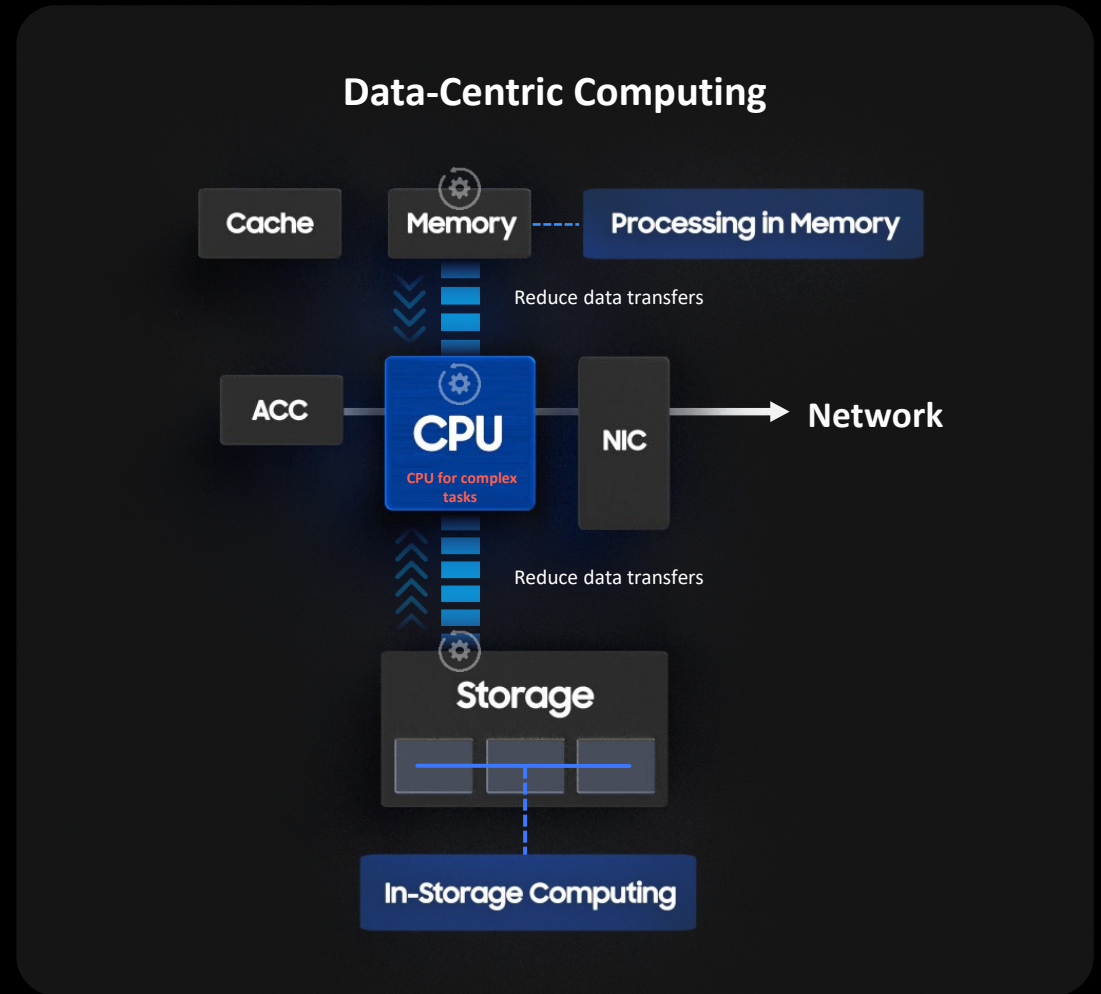 Data-Centric Computing
Cache
Memory
Processing in Memory
Reduce data transfers
ACC
CPU
CPU for complex
tasks
NIC
Network
Reduce data transfers
Storage
In-Storage Computing